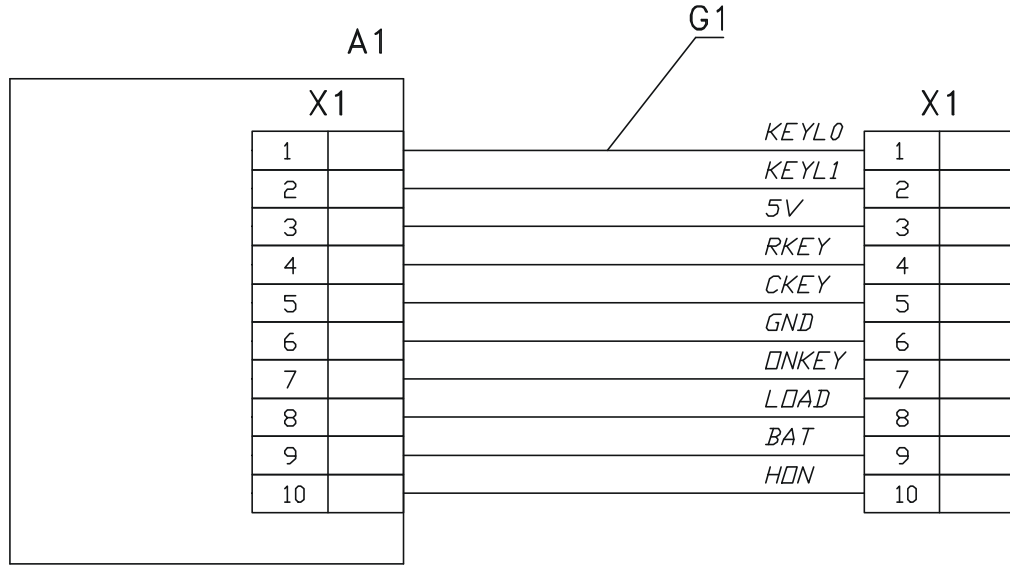 G1
A1
X1 X1
KEYL0
1 1
KEYL1
2 2
5V
3 3
RKEY
4 4
CKEY
5 5
GND
6 6
ONKEY
7 7
LOAD
8 8
BAT
9 9
HON
10 10